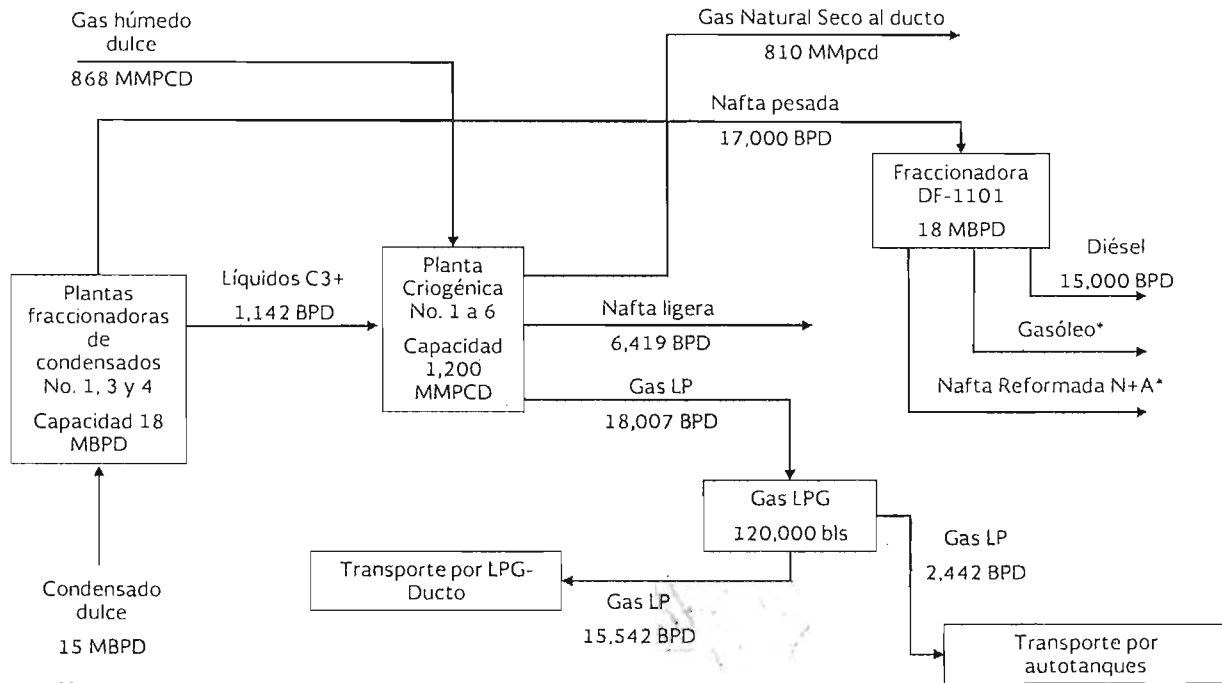 Gas húmedo
dulce
868 MMPCD
Gas Natural Seco al ducto
810 MMpcd
Nafta pesada
17,000 BPD
Fraccionadora
DF-1101
18 MBPD
Diésel
15,000 BPD
Gasóleo*
Nafta Reformada N+A*
Plantas
fraccionadoras
de
condensados
No. 1, 3 y 4
Capacidad 18
MBPD
Líquidos C3+
1,142 BPD
Planta
Criogénica
No. 1 a 6
Capacidad
1,200
MMPCD
Nafta ligera
6,419 BPD
Gas LP
18,007 BPD
Gas LPG
120,000 bls
Gas LP
2,442 BPD
Transporte por LPG-
Ducto
Gas LP
15,542 BPD
Condensado
dulce
15 MBPD
Transporte por
autotanques